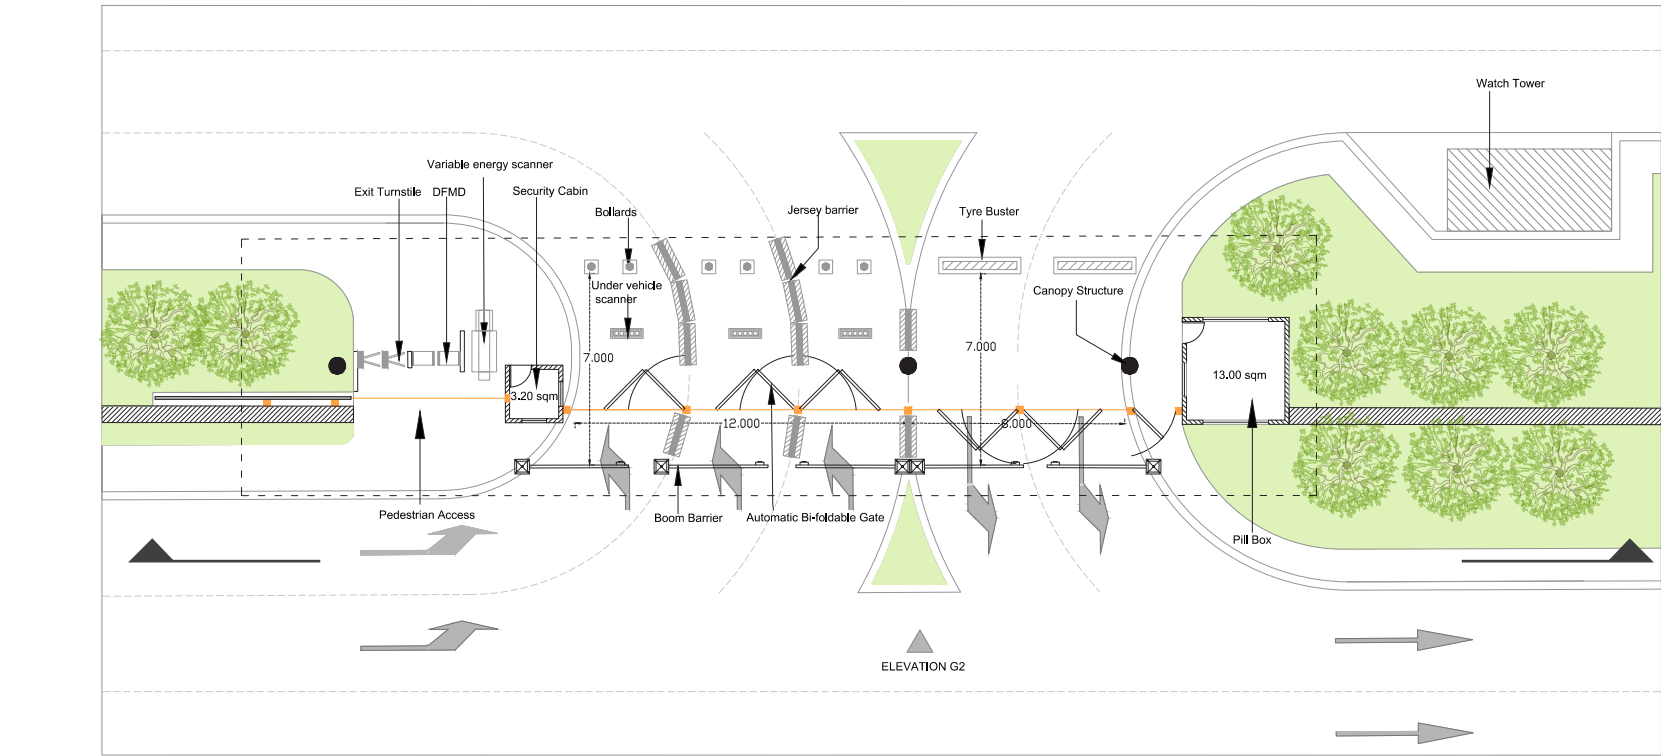 Watch Tower
Variable energy scanner
Exit Turnstile
DFMD
Security Cabin
Bollards
Jersey barrier
Tyre Buster
Under vehicle
scanner
Canopy Structure
7.000
7.000
3.20 sqm
13.00 sqm
12.000
8.000
Pedestrian Access
Boom Barrier
Automatic Bi-foldable Gate
Pill Box
ELEVATION G2